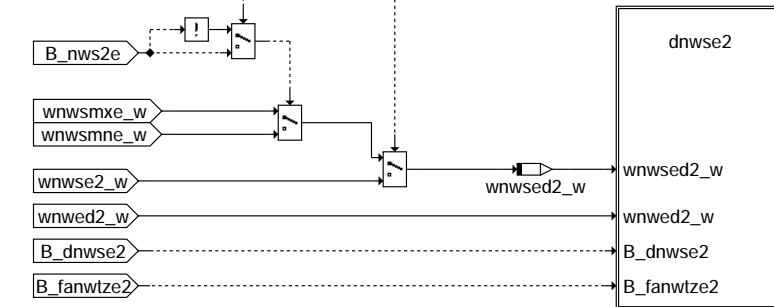 dnwse2
!
B_nws2e
wnwsmxe_w
wnwsmne_w
wnwse2_w
wnwsed2_w
wnwsed2_w
wnwed2_w
wnwed2_w
B_dnwse2
B_dnwse2
B_fanwtze2
B_fanwtze2